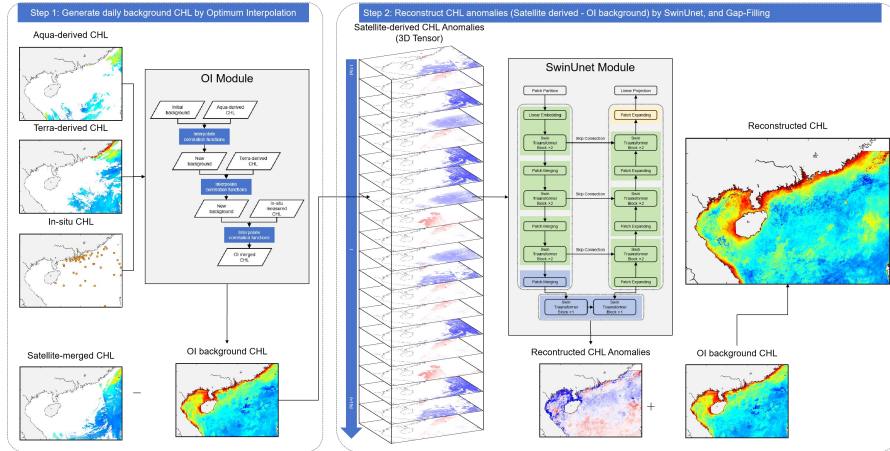 Step 1: Generate daily background CHL by Optimum Interpolation
Aqua-derived CHL
Terra-derived CHL
In-situ CHL
Satellite-merged CHL
OI Module
Initial
background
Aqua-derived
CHL
Interpolate
correlation functions
New
background
Terra-derived
CHL
Interpolate
correlation functions
New
background
In-situ
measured
CHL
Interpolate
correlation functions
OI merged
CHL
OI background CHL
–
Step 2: Reconstruct CHL anomalies (Satellite derived - OI background) by SwinUnet, and Gap-Filling
Satellite-derived CHL Anomalies
(3D Tensor)
SwinUnet Module
Patch Partition
Linear Projection
Linear Embedding
Patch Expanding
Swin
Transformer
Block ×2
Skip Connection
Swin
Transformer
Block ×2
Patch Merging
Patch Expanding
Swin
Transformer
Block ×2
Skip Connection
Swin
Transformer
Block ×2
Patch Merging
Patch Expanding
Swin
Transformer
Block ×2
Skip Connection
Swin
Transformer
Block ×2
Patch Merging
Patch Expanding
Swin
Transformer
Block ×1
Swin
Transformer
Block ×1
Recontructed CHL Anomalies
+
OI background CHL
Reconstructed CHL